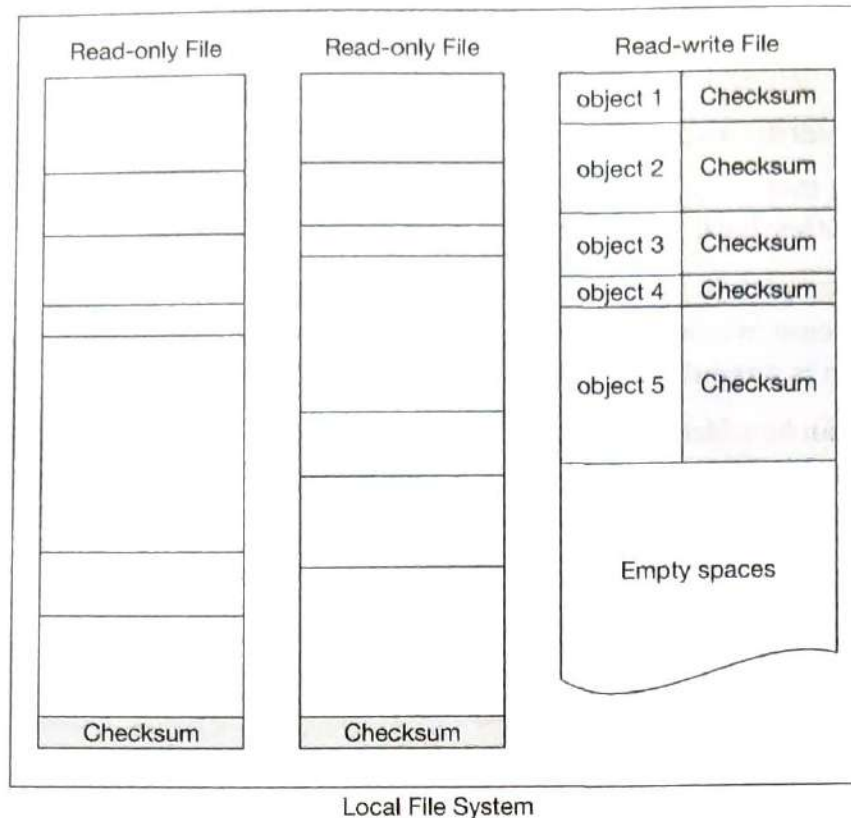 Read-only File
Read-only File
Read-write File
object 1 Checksum
object 2 Checksum
object 3 Checksum
object 4 Checksum
object 5 Checksum
Empty spaces
Checksum
Checksum
Local File System